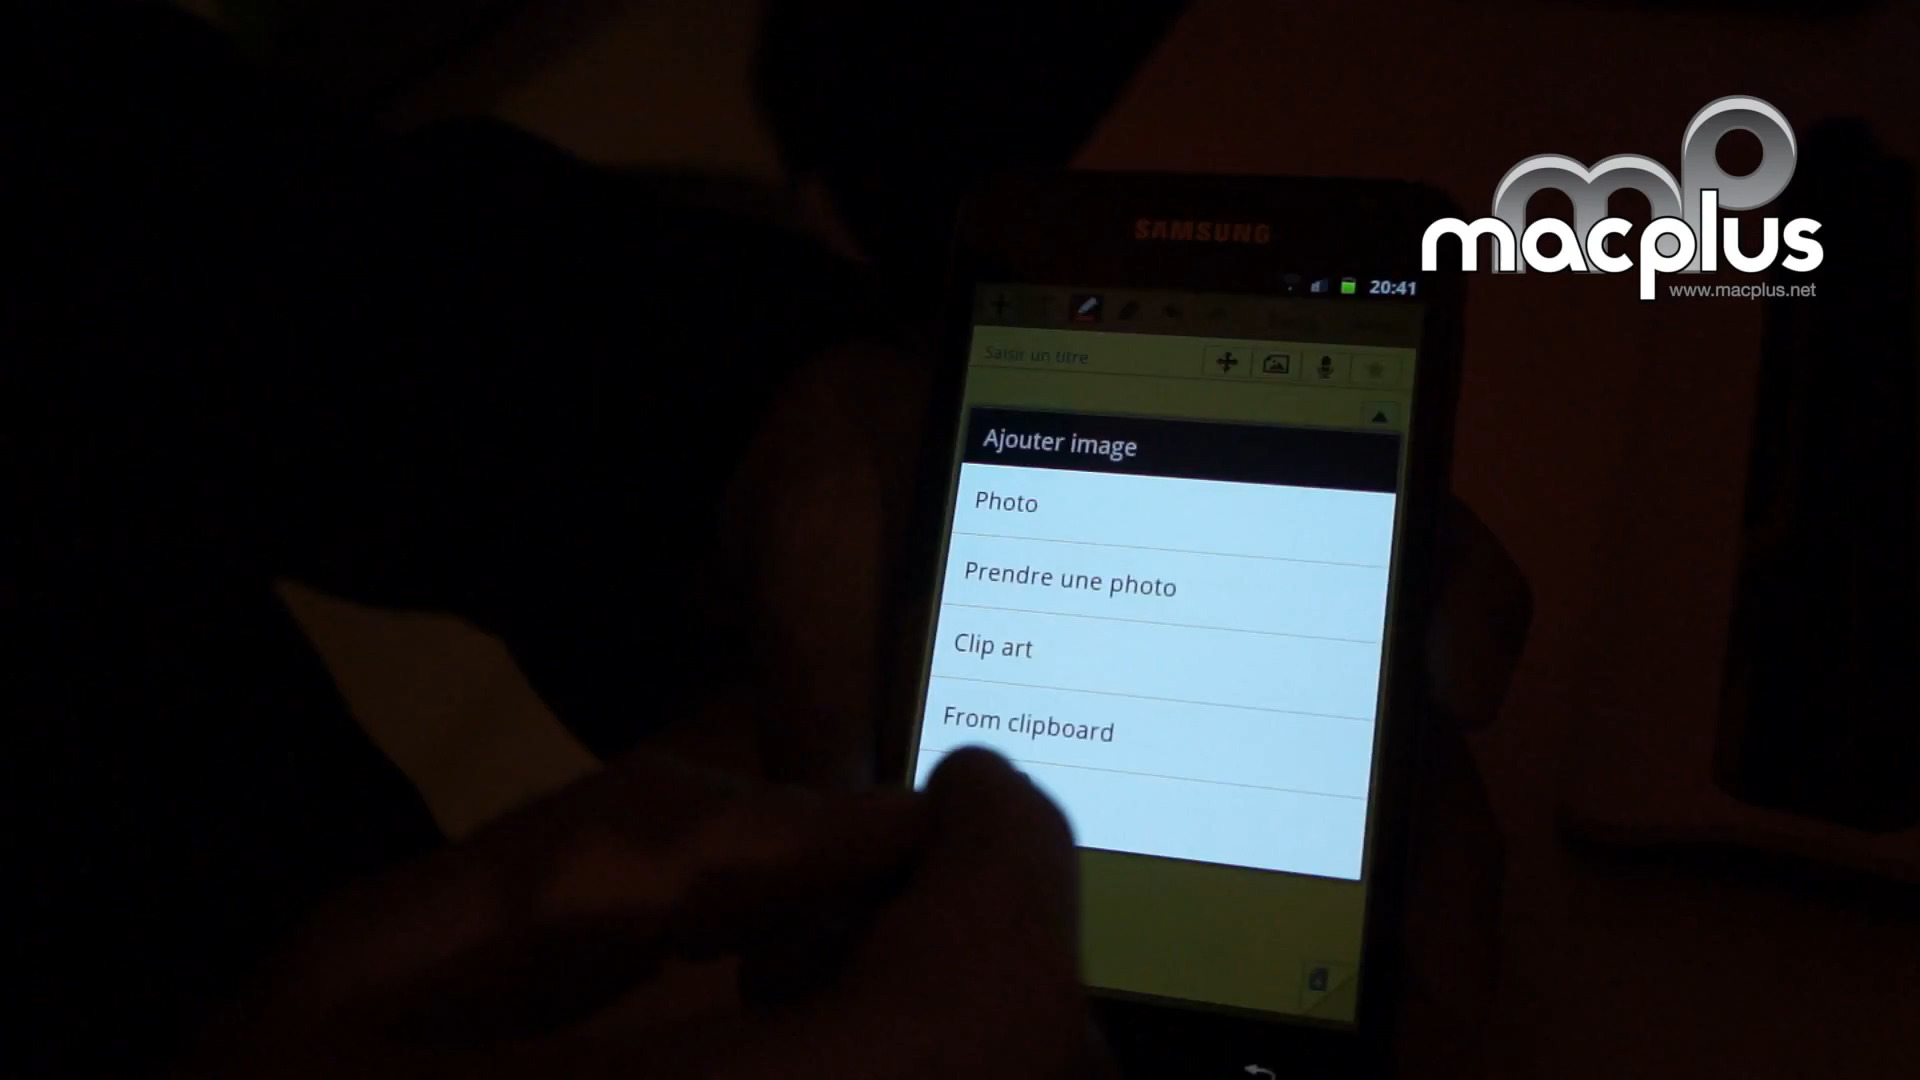 macplus
www.macplus.net
SAMSUNG
20:41
Saisir un titre
Ajouter image
Photo
Prendre une photo
Clip art
From clipboard